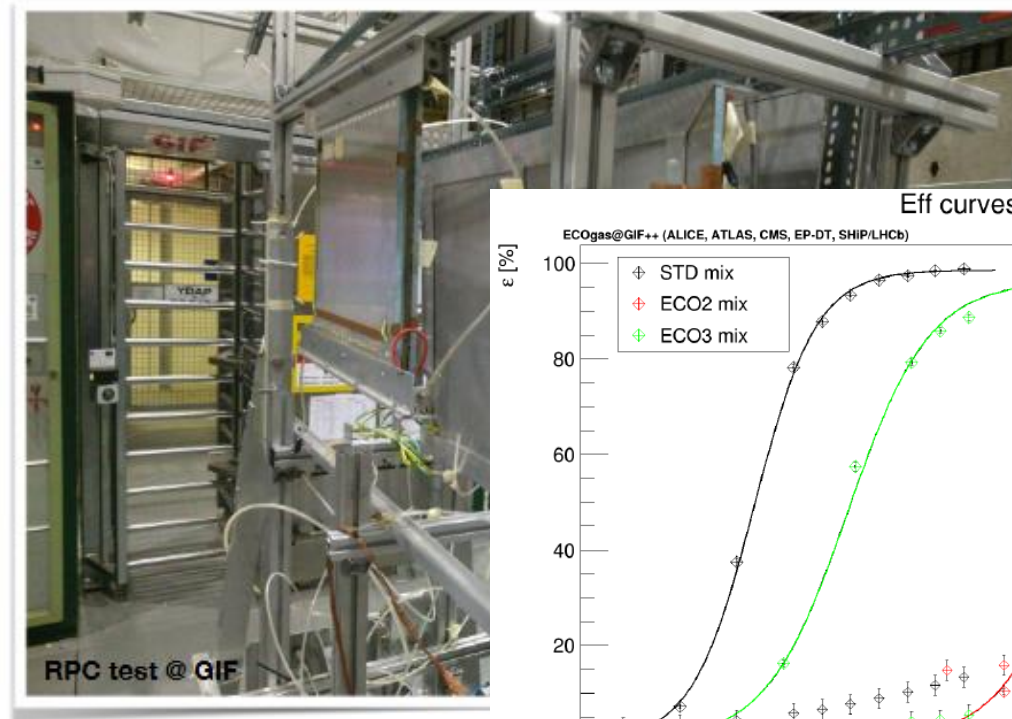 GIF
RPC test @ GIF
Eff curves
ECOgas@GIF++ (ALICE, ATLAS, CMS, EP-DT, SHiP/LHCb)
ε [%]
100
80
60
40
20
STD mix
ECO2 mix
ECO3 mix